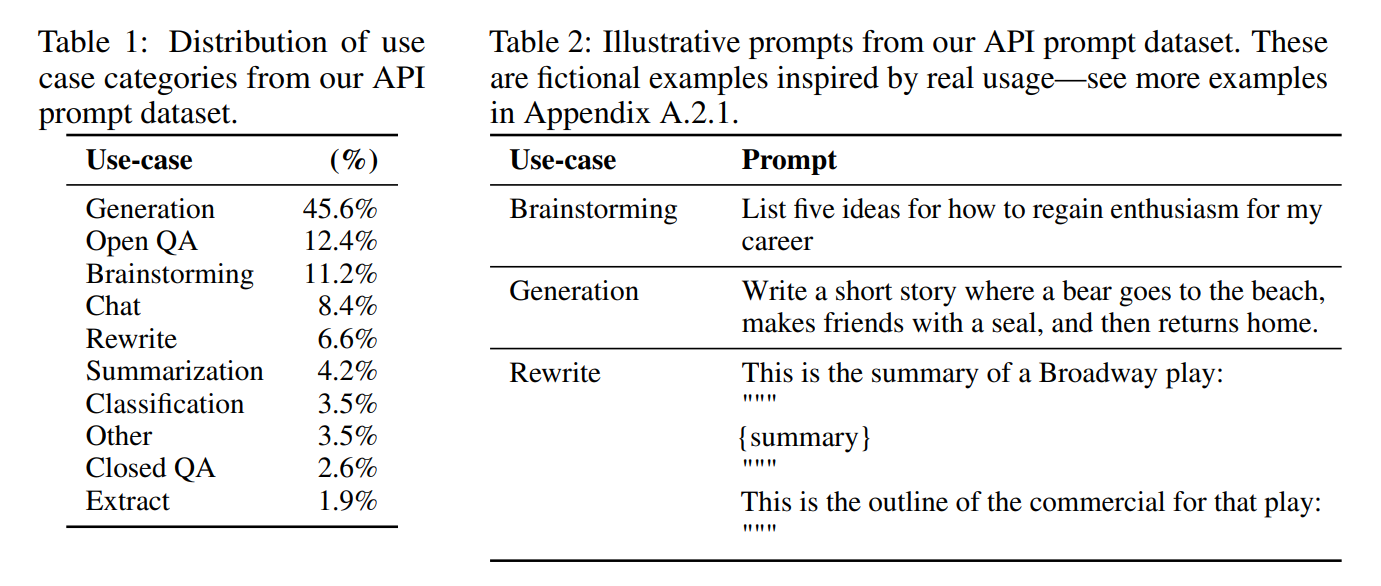 Table 1: Distribution of use
case categories from our API
prompt dataset.
Use-case (%)
Generation 45.6%
Open QA 12.4%
Brainstorming 11.2%
Chat 8.4%
Rewrite 6.6%
Summarization 4.2%
Classification 3.5%
Other 3.5%
Closed QA 2.6%
Extract 1.9%
Table 2: Illustrative prompts from our API prompt dataset. These
are fictional examples inspired by real usage—see more examples
in Appendix A.2.1.
Use-case Prompt
Brainstorming List five ideas for how to regain enthusiasm for my
career
Generation Write a short story where a bear goes to the beach,
makes friends with a seal, and then returns home.
Rewrite This is the summary of a Broadway play:
"""
{summary}
"""
This is the outline of the commercial for that play:
"""